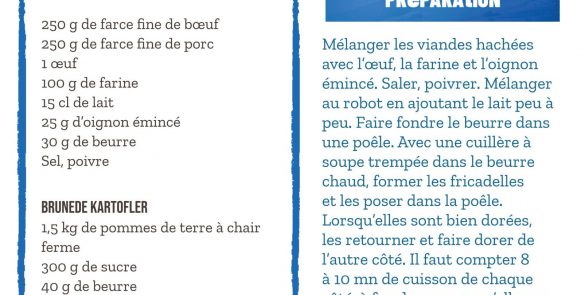 250 g de farce fine de bœuf
250 g de farce fine de porc
1 œuf
100 g de farine
15 cl de lait
25 g d’oignon émincé
30 g de beurre
Sel, poivre
BRUNEDE KARTOFLER
1,5 kg de pommes de terre à chair
ferme
300 g de sucre
40 g de beurre
PRÉPARATION
Mélanger les viandes hachées
avec l’œuf, la farine et l’oignon
émincé. Saler, poivrer. Mélanger
au robot en ajoutant le lait peu à
peu. Faire fondre le beurre dans
une poêle. Avec une cuillère à
soupe trempée dans le beurre
chaud, former les fricadelles
et les poser dans la poêle.
Lorsqu’elles sont bien dorées,
les retourner et faire dorer de
l’autre côté. Il faut compter 8
à 10 mn de cuisson de chaque